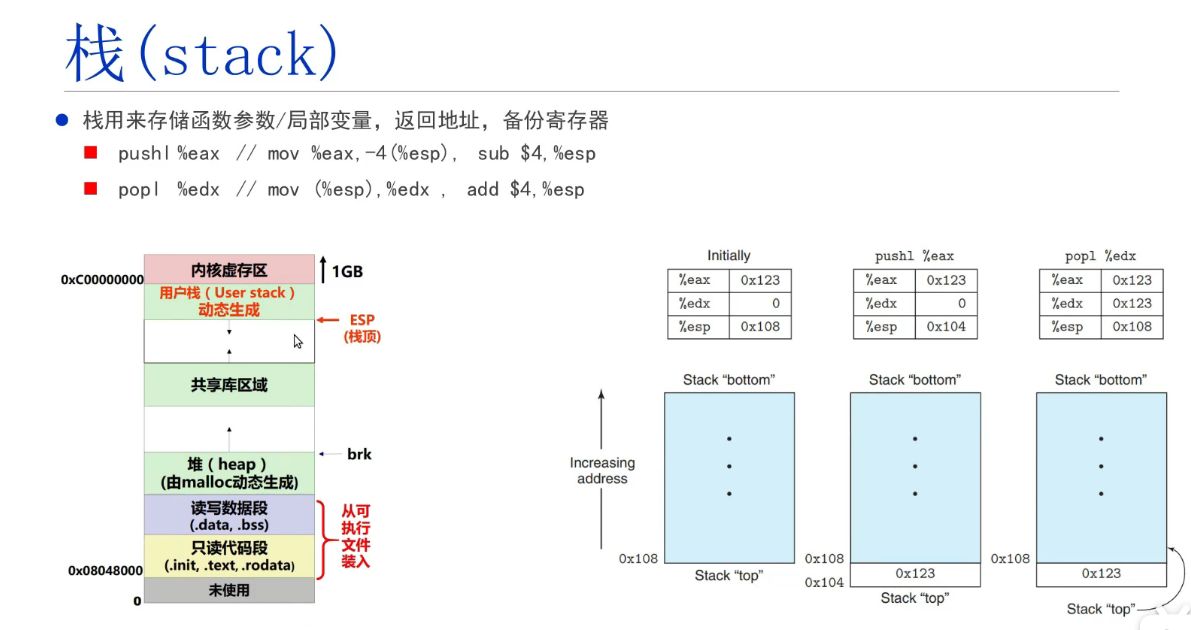 栈(stack)
栈用来存储函数参数/局部变量，返回地址，备份寄存器
pushl %eax // mov %eax,-4(%esp), sub $4,%esp
popl %edx // mov (%esp),%edx , add $4,%esp
0xC00000000
内核虚存区
1GB
用户栈（User stack）
动态生成
ESP
(栈顶)
共享库区域
brk
堆（heap）
(由malloc动态生成)
读写数据段
(.data, .bss)
只读代码段
(.init, .text, .rodata)
从可
执行
文件
装入
0x08048000
未使用
0
Initially
%eax 0x123
%edx 0
%esp 0x108
Stack “bottom”
Increasing
address
0x108
Stack “top”
pushl %eax
%eax 0x123
%edx 0
%esp 0x104
Stack “bottom”
0x108
0x104
0x123
Stack “top”
popl %edx
%eax 0x123
%edx 0x123
%esp 0x108
Stack “bottom”
0x108
0x123
Stack “top”